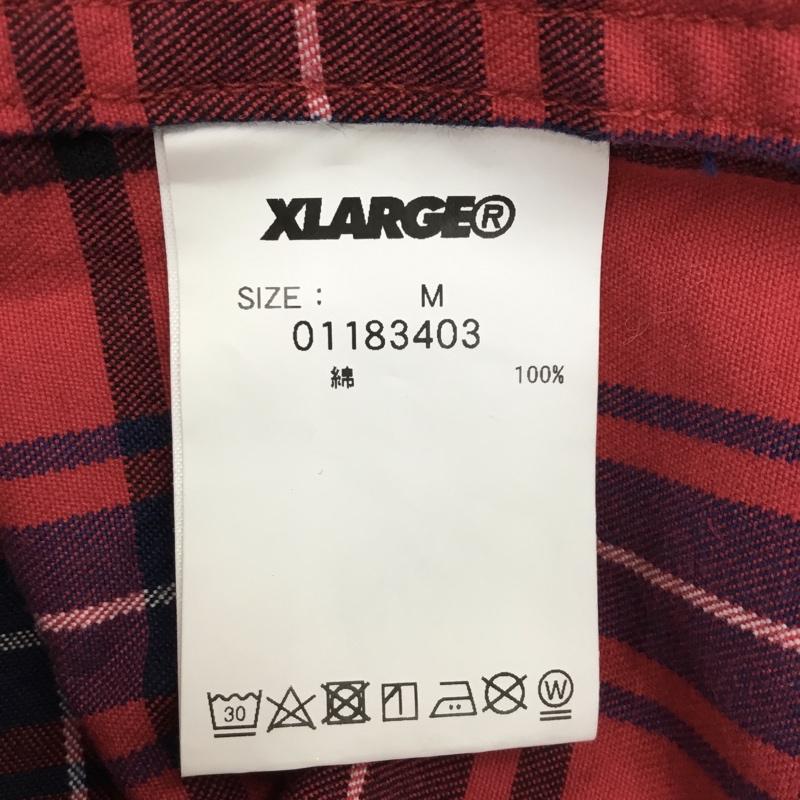 XLARGE®
SIZE : M
01183403
綿 100%
30 W